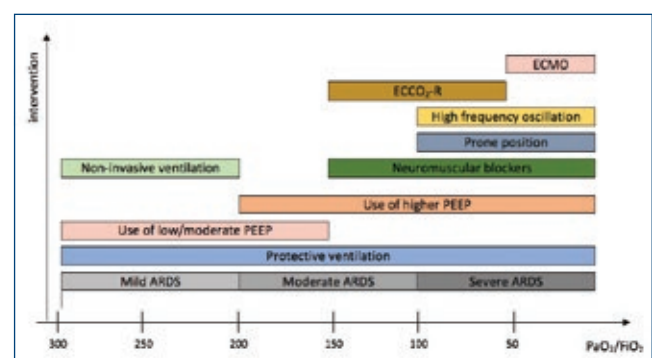 intervention
ECMO
ECCO₂-R
High frequency oscillation
Prone position
Non-invasive ventilation
Neuromuscular blockers
Use of higher PEEP
Use of low/moderate PEEP
Protective ventilation
Mild ARDS
Moderate ARDS
Severe ARDS
300
250
200
150
100
50
PaO₂/FiO₂